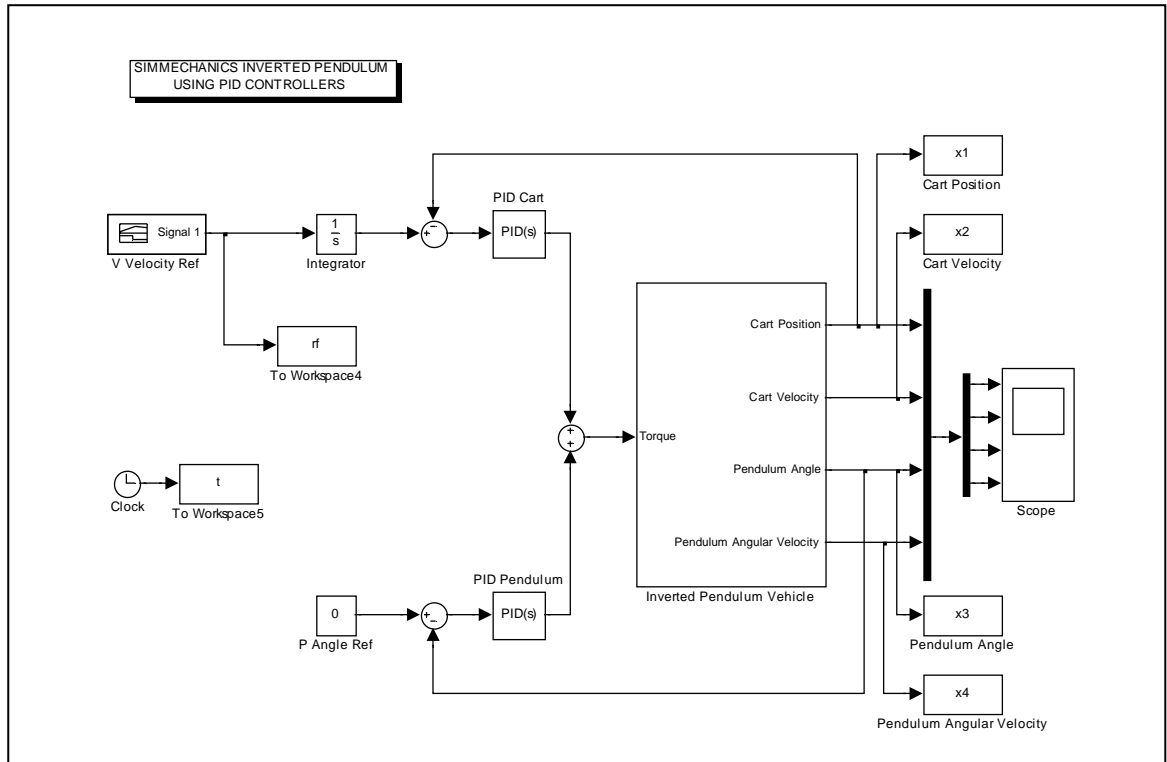 SIMMECHANICS INVERTED PENDULUM
USING PID CONTROLLERS
x1
Cart Position
PID Cart
Signal 1
V Velocity Ref
1
s
Integrator
+
−
PID(s)
x2
Cart Velocity
rf
To Workspace4
Cart Position
Cart Velocity
Torque
Pendulum Angle
Pendulum Angular Velocity
Inverted Pendulum Vehicle
+
+
Scope
Clock
t
To Workspace5
PID Pendulum
0
P Angle Ref
+
−
PID(s)
x3
Pendulum Angle
x4
Pendulum Angular Velocity